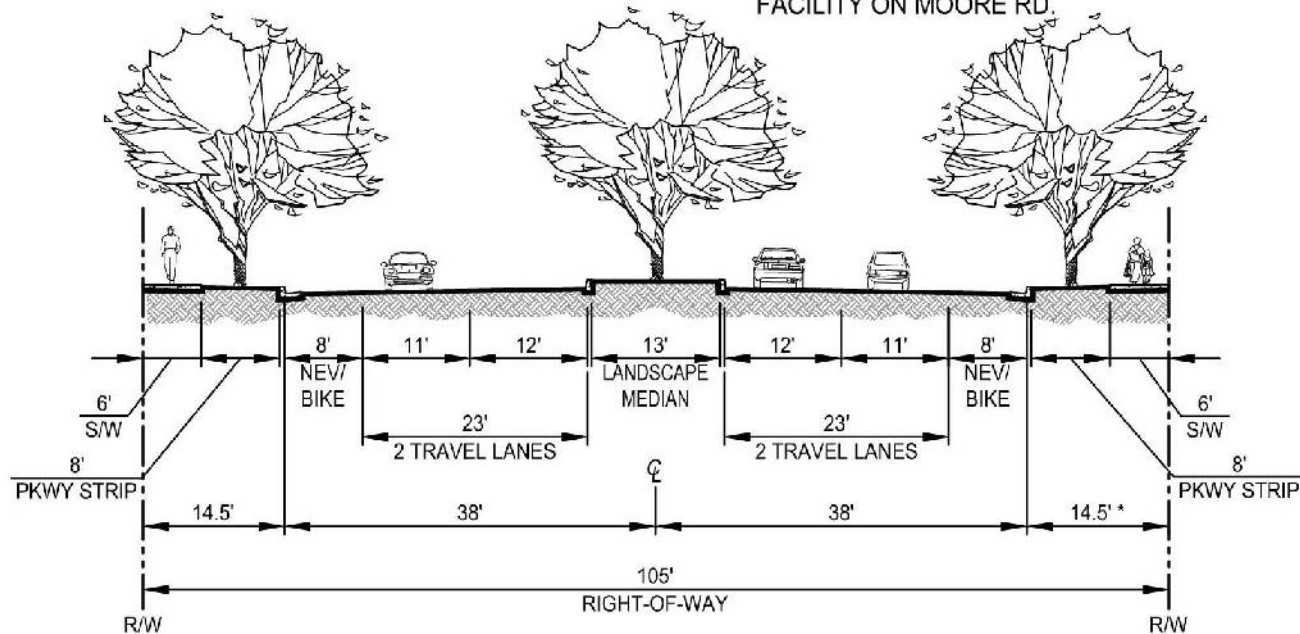 FACILITY ON MOORE RD.
8' 11' 12' 13' 12' 11' 8'
NEV/ LANDSCAPE NEV/
BIKE MEDIAN BIKE
6' 6'
S/W S/W
23' 23'
2 TRAVEL LANES 2 TRAVEL LANES
8' 8'
PKWY STRIP PKWY STRIP
℄
14.5' 38' 38' 14.5' *
105'
RIGHT-OF-WAY
R/W R/W